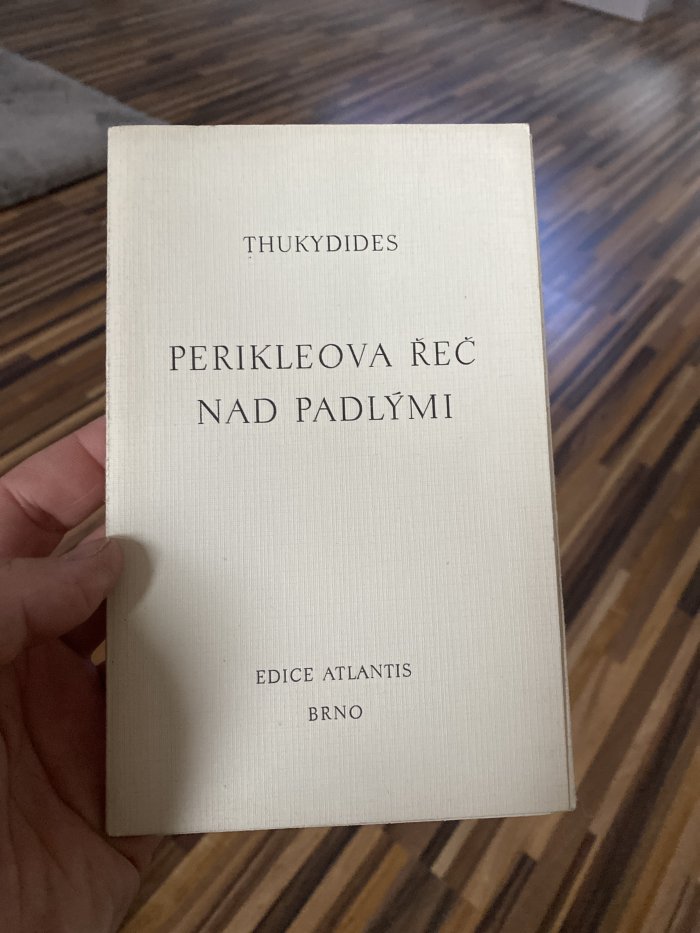 THUKYDIDES
PERIKLEOVA ŘEČ
NAD PADLÝMI
EDICE ATLANTIS
BRNO